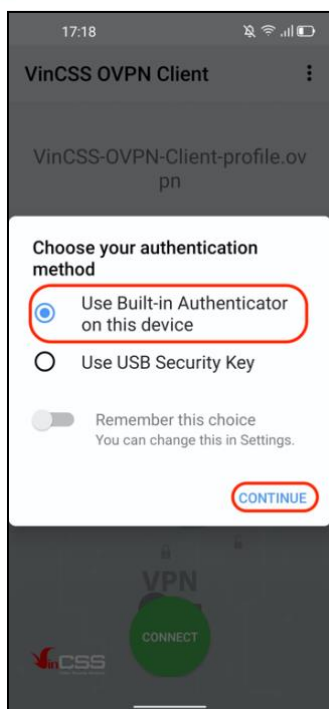 17:18
VinCSS OVPN Client
VinCSS-OVPN-Client-profile.ov
pn
Choose your authentication
method
Use Built-in Authenticator
on this device
Use USB Security Key
Remember this choice
You can change this in Settings.
CONTINUE
VPN
CONNECT
VinCSS